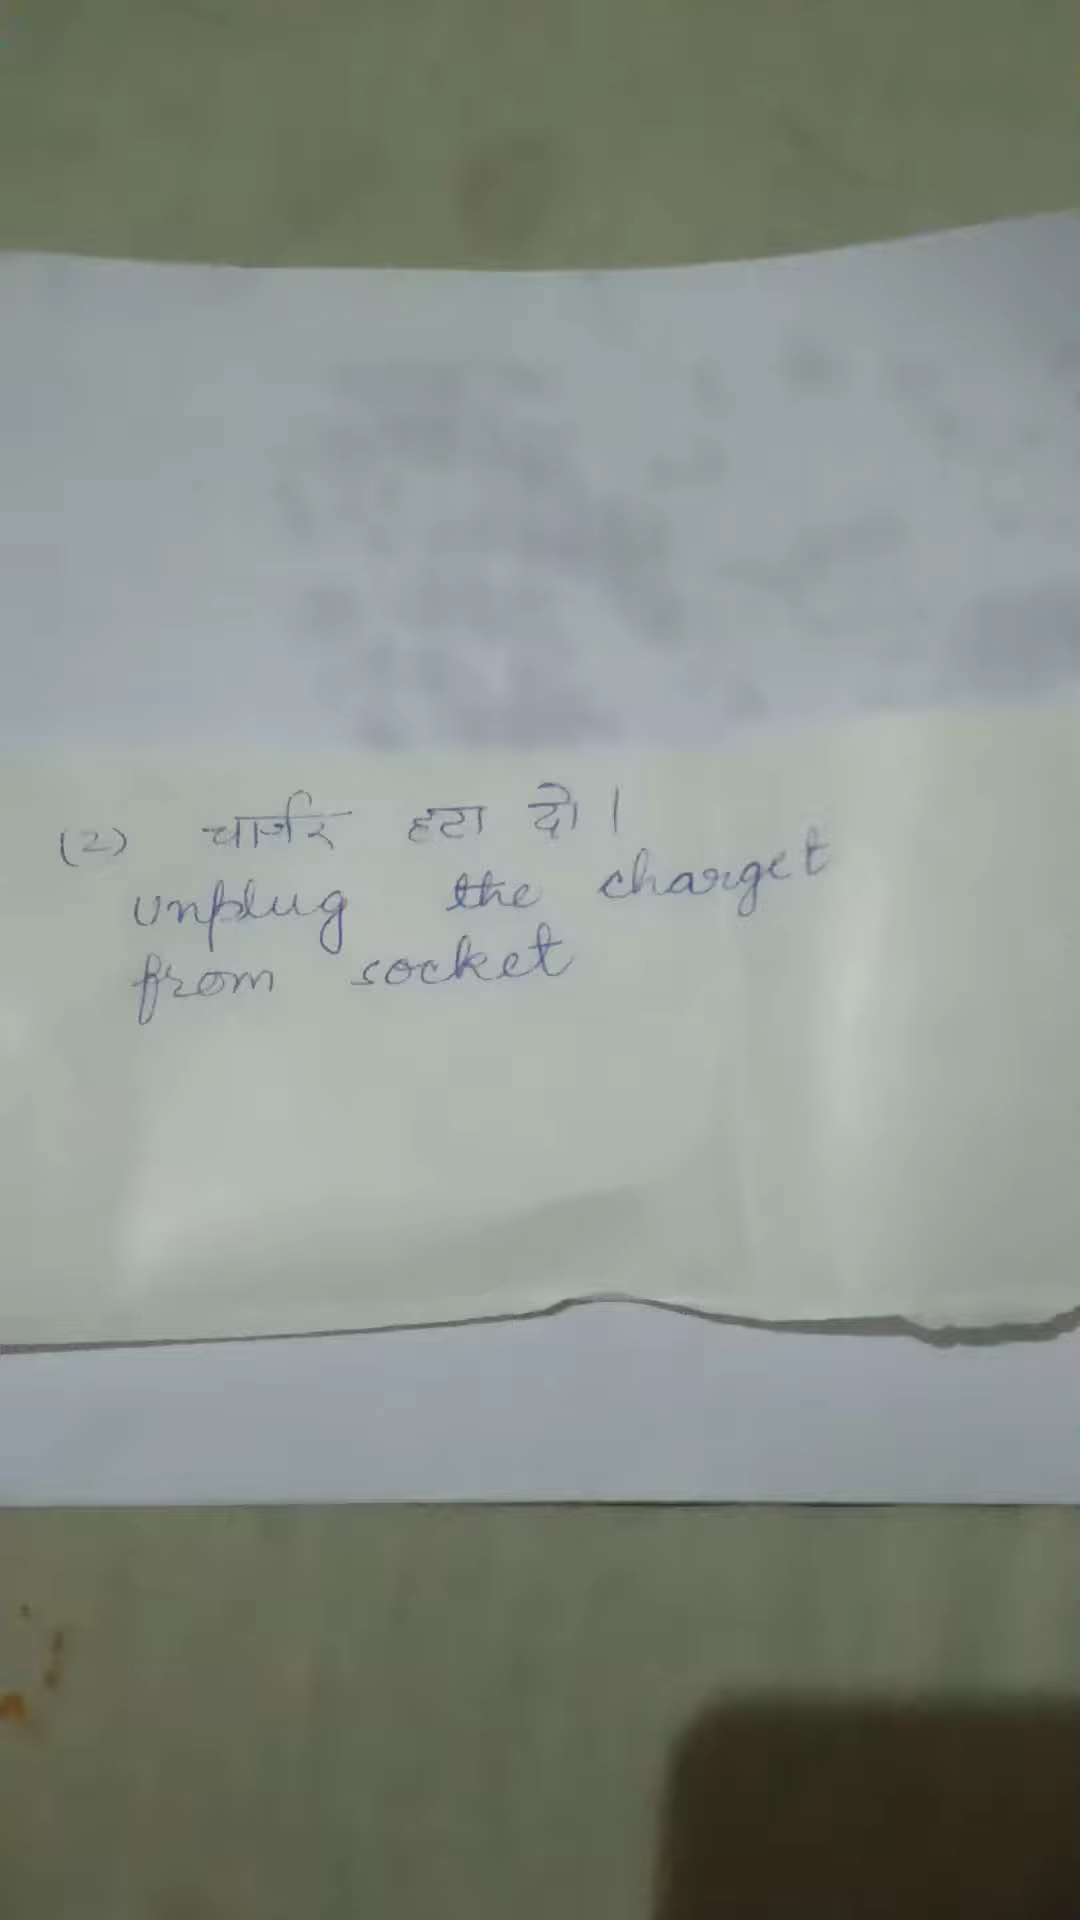 (2) चार्जर हटा दो।
unplug the charget
from socket